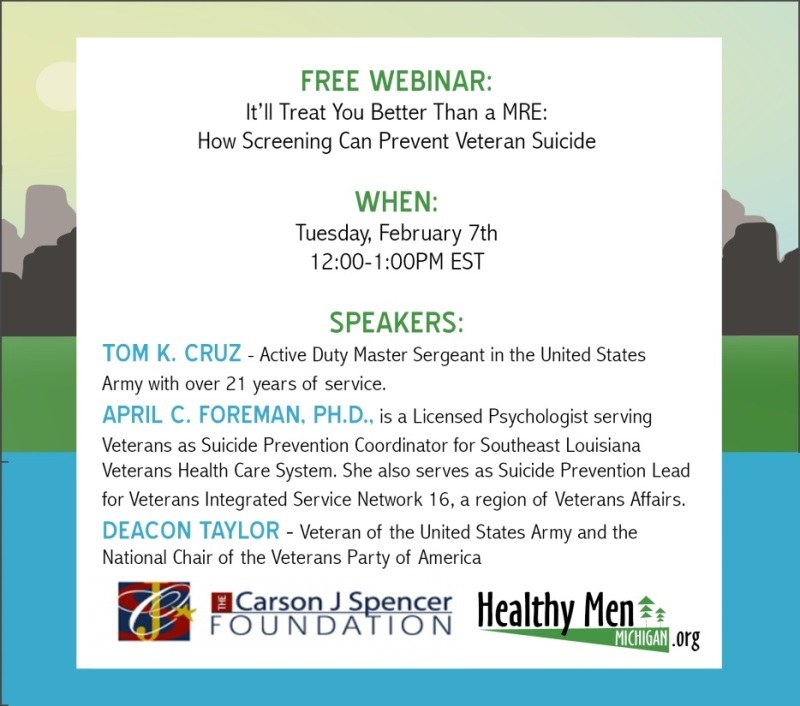 FREE WEBINAR:
It'll Treat You Better Than a MRE:
How Screening Can Prevent Veteran Suicide
WHEN:
Tuesday, February 7th
12:00-1:00PM EST
SPEAKERS:
TOM K. CRUZ - Active Duty Master Sergeant in the United States
Army with over 21 years of service.
APRIL C. FOREMAN, PH.D., is a Licensed Psychologist serving
Veterans as Suicide Prevention Coordinator for Southeast Louisiana
Veterans Health Care System. She also serves as Suicide Prevention Lead
for Veterans Integrated Service Network 16, a region of Veterans Affairs.
DEACON TAYLOR - Veteran of the United States Army and the
National Chair of the Veterans Party of America
THE Carson J Spencer
FOUNDATION
Healthy Men
MICHIGAN.org